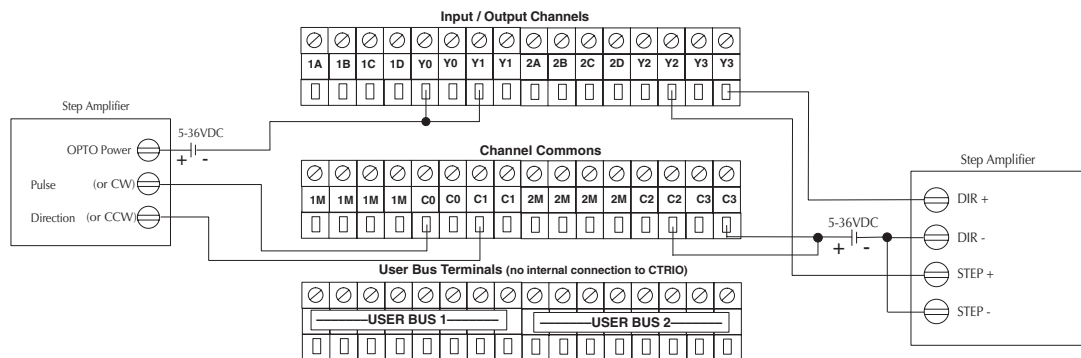 Input / Output Channels
1A 1B 1C 1D Y0 Y0 Y1 Y1 2A 2B 2C 2D Y2 Y2 Y3 Y3
Step Amplifier
OPTO Power
5-36VDC
+ -
Pulse (or CW)
Direction (or CCW)
Channel Commons
1M 1M 1M 1M C0 C0 C1 C1 2M 2M 2M 2M C2 C2 C3 C3
Step Amplifier
DIR +
5-36VDC
+ -
DIR -
STEP +
STEP -
User Bus Terminals (no internal connection to CTRIO)
USER BUS 1 USER BUS 2